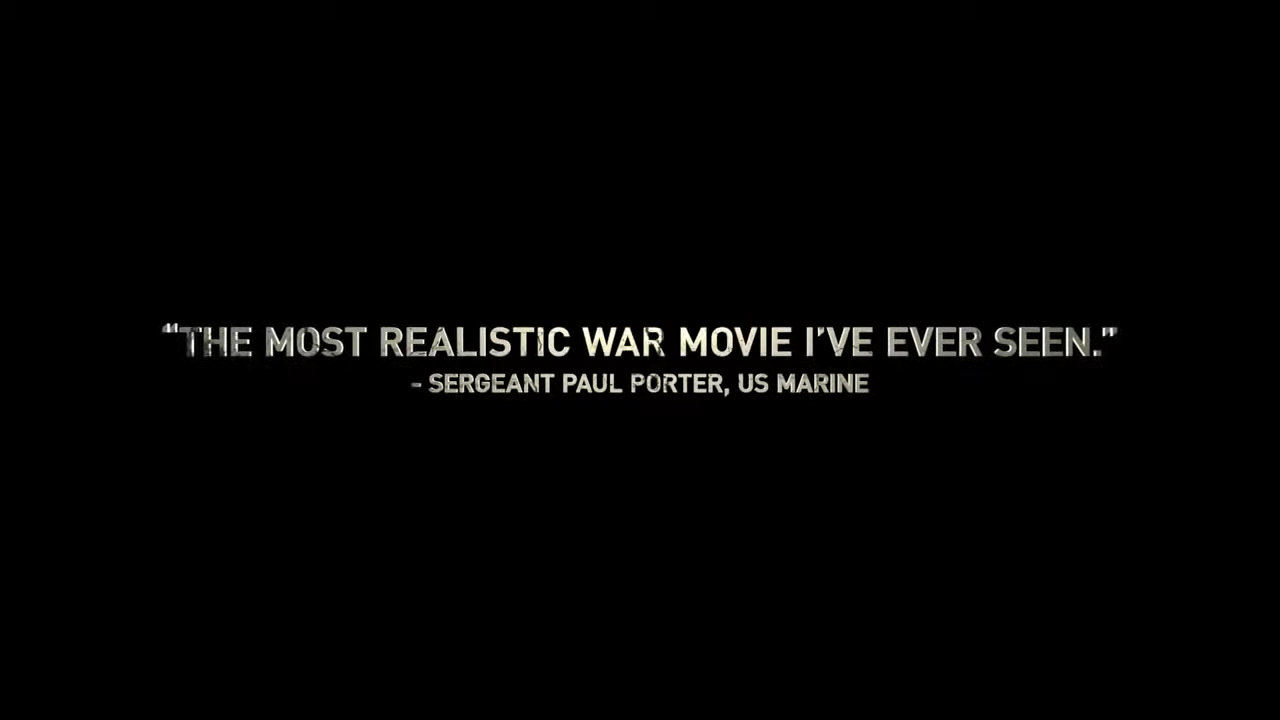 “THE MOST REALISTIC WAR MOVIE I’VE EVER SEEN.”
- SERGEANT PAUL PORTER, US MARINE